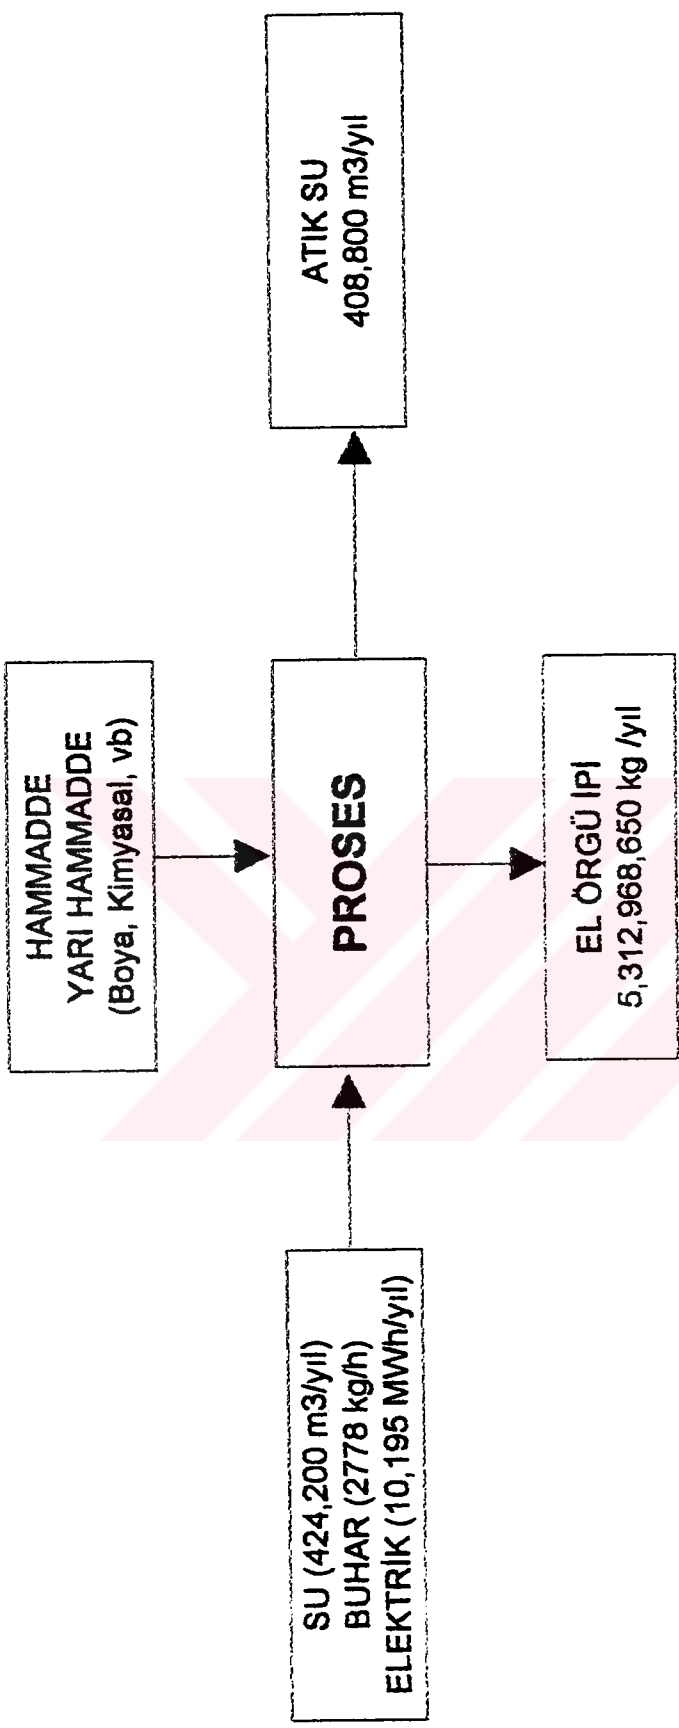 HAMMADDE
YARI HAMMADDE
(Boya, Kimyasal, vb)
SU (424,200 m3/yıl)
BUHAR (2778 kg/h)
ELEKTRİK (10,195 MWh/yıl)
PROSES
ATIK SU
408,800 m3/yıl
EL ÖRGÜ İPİ
5,312,968,650 kg /yıl